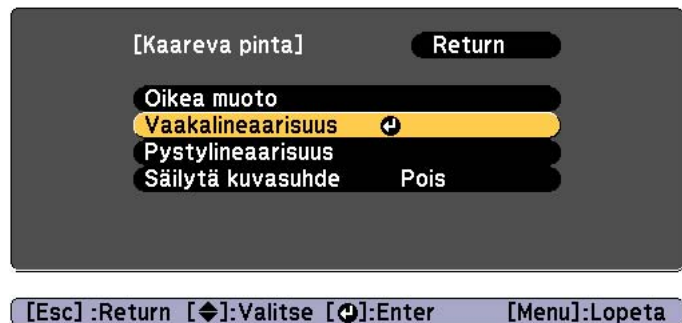 [Kaareva pinta] Return
Oikea muoto
Vaakalineaarisuus
Pystylineaarisuus
Säilytä kuvasuhde Pois
[Esc] :Return [◆]:Valitse [↵]:Enter [Menu]:Lopeta